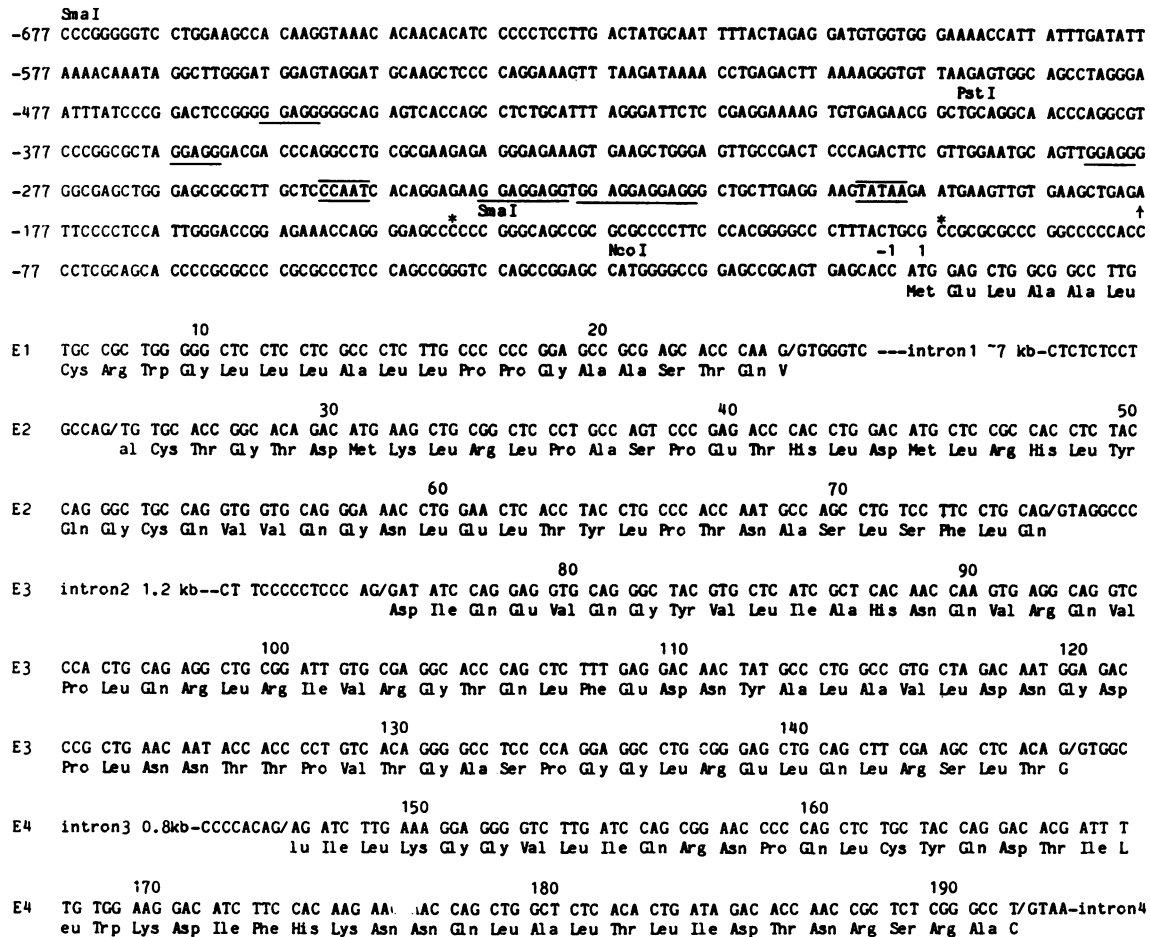 SmaI
-677 CCCGGGGGTC CTGGAAGCCA CAAGGTAAAC ACAACACATC CCCCTCCTTG ACTATGCAAT TTTACTAGAG GATGTGGTGG GAAAACCATT ATTTGATATT
-577 AAAACAAATA GGCTTGGGAT GGAGTAGGAT GCAAGCTCCC CAGGAAAGTT TAAGATAAAA CCTGAGACTT AAAAGGGTGT TAAGAGTGGC AGCCTAGGGA
PstI
-477 ATTTATCCCG GACTCCGGGG GGAGGGGGCAG AGTCACCAGC CTCTGCATTT AGGGATTCTC CGAGGAAAAG TGTGAGAACG GCTGCAGGCA ACCCAGGCGT
-377 CCCGGCGCTA GGAGGGACGA CCCAGGCCTG CGCGAAGAGA GGGAGAAAGT GAAGCTGGGA GTTGCCGACT CCCAGACTTC GTTGGAATGC AGTTGGAGGG
-277 GGCGAGCTGG GAGCGCGCTT GCTCCCAATC ACAGGAGAAG GAGGAGGTGG AGGAGGAGGG CTGCTTGAGG AAGTATAAGA ATGAAGTTGT GAAGCTGAGA
* SmaI * ↑
-177 TTCCCCTCCA TTGGGACCGG AGAAACCAGG GGAGCCCCCC GGGCAGCCGC GCGCCCCTTC CCACGGGGCC CTTTACTGCG CCGCGCGCCC GGCCCCCACC
NcoI -1 1
-77 CCTCGCAGCA CCCCGCGCCC CGCGCCCTCC CAGCCGGGTC CAGCCGGAGC CATGGGGCCG GAGCCGCAGT GAGCACC ATG GAG CTG GCG GCC TTG
Met Glu Leu Ala Ala Leu
10 20
E1 TGC CGC TGG GGG CTC CTC CTC GCC CTC TTG CCC CCC GGA GCC GCG AGC ACC CAA G/GTGGGTC ---intron1 ~7 kb-CTCTCTCCT
Cys Arg Trp Gly Leu Leu Leu Ala Leu Leu Pro Pro Gly Ala Ala Ser Thr Gln V
30 40 50
E2 GCCAG/TG TGC ACC GGC ACA GAC ATG AAG CTG CGG CTC CCT GCC AGT CCC GAG ACC CAC CTG GAC ATG CTC CGC CAC CTC TAC
al Cys Thr Gly Thr Asp Met Lys Leu Arg Leu Pro Ala Ser Pro Glu Thr His Leu Asp Met Leu Arg His Leu Tyr
60 70
E2 CAG GGC TGC CAG GTG GTG CAG GGA AAC CTG GAA CTC ACC TAC CTG CCC ACC AAT GCC AGC CTG TCC TTC CTG CAG/GTAGGCCC
Gln Gly Cys Gln Val Val Gln Gly Asn Leu Glu Leu Thr Tyr Leu Pro Thr Asn Ala Ser Leu Ser Phe Leu Gln
80 90
E3 intron2 1.2 kb--CT TCCCCCTCCC AG/GAT ATC CAG GAG GTG CAG GGC TAC GTG CTC ATC GCT CAC AAC CAA GTG AGG CAG GTC
Asp Ile Gln Glu Val Gln Gly Tyr Val Leu Ile Ala His Asn Gln Val Arg Gln Val
100 110 120
E3 CCA CTG CAG AGG CTG CGG ATT GTG CGA GGC ACC CAG CTC TTT GAG GAC AAC TAT GCC CTG GCC GTG CTA GAC AAT GGA GAC
Pro Leu Gln Arg Leu Arg Ile Val Arg Gly Thr Gln Leu Phe Glu Asp Asn Tyr Ala Leu Ala Val Leu Asp Asn Gly Asp
130 140
E3 CCG CTG AAC AAT ACC ACC CCT GTC ACA GGG GCC TCC CCA GGA GGC CTG CGG GAG CTG CAG CTT CGA AGC CTC ACA G/GTGGC
Pro Leu Asn Asn Thr Thr Pro Val Thr Gly Ala Ser Pro Gly Gly Leu Arg Glu Leu Gln Leu Arg Ser Leu Thr G
150 160
E4 intron3 0.8kb-CCCCACAG/AG ATC TTG AAA GGA GGG GTC TTG ATC CAG CGG AAC CCC CAG CTC TGC TAC CAG GAC ACG ATT T
lu Ile Leu Lys Gly Gly Val Leu Ile Gln Arg Asn Pro Gln Leu Cys Tyr Gln Asp Thr Ile L
170 180 190
E4 TG TGG AAG GAC ATC TTC CAC AAG AAC CAG CTG GCT CTC ACA CTG ATA GAC ACC AAC CGC TCT CGG GCC T/GTAA-intron4
eu Trp Lys Asp Ile Phe His Lys Asn Asn Gln Leu Ala Leu Thr Leu Ile Asp Thr Asn Arg Ser Arg Ala C